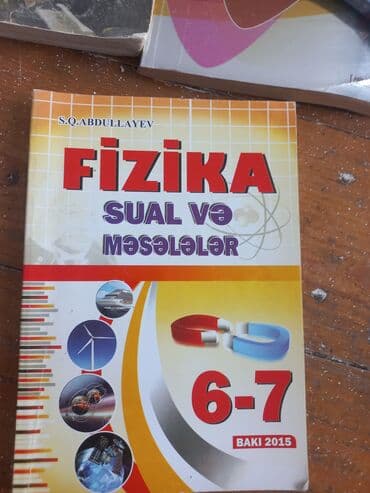 S.Q.ABDULLAYEV
FİZİKA
SUAL VƏ
MƏSƏLƏLƏR
6-7
BAKI 2015